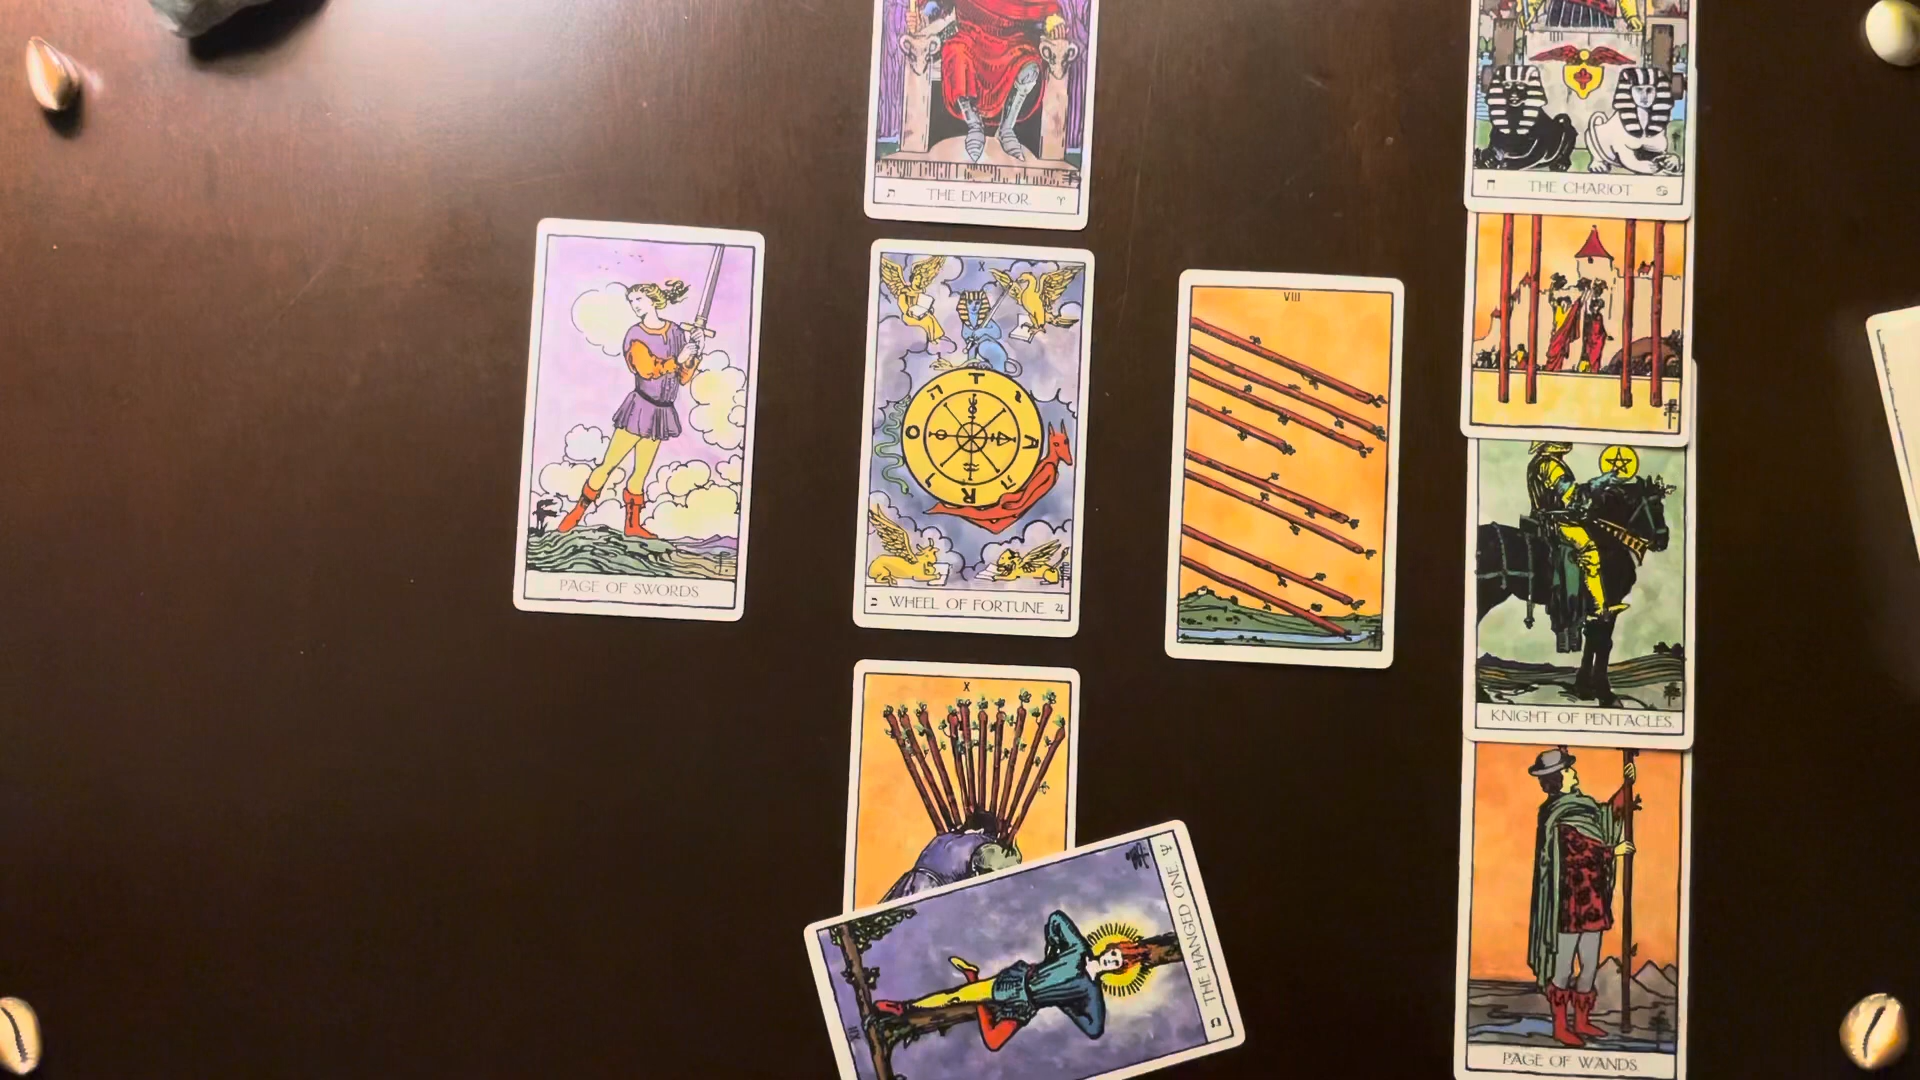 ה THE EMPEROR ♈
ח THE CHARIOT ♋
PAGE OF SWORDS
X
T A R O
כ WHEEL OF FORTUNE ♃
VIII
KNIGHT OF PENTACLES.
X
XII
מ THE HANGED ONE. ♆
PAGE OF WANDS.